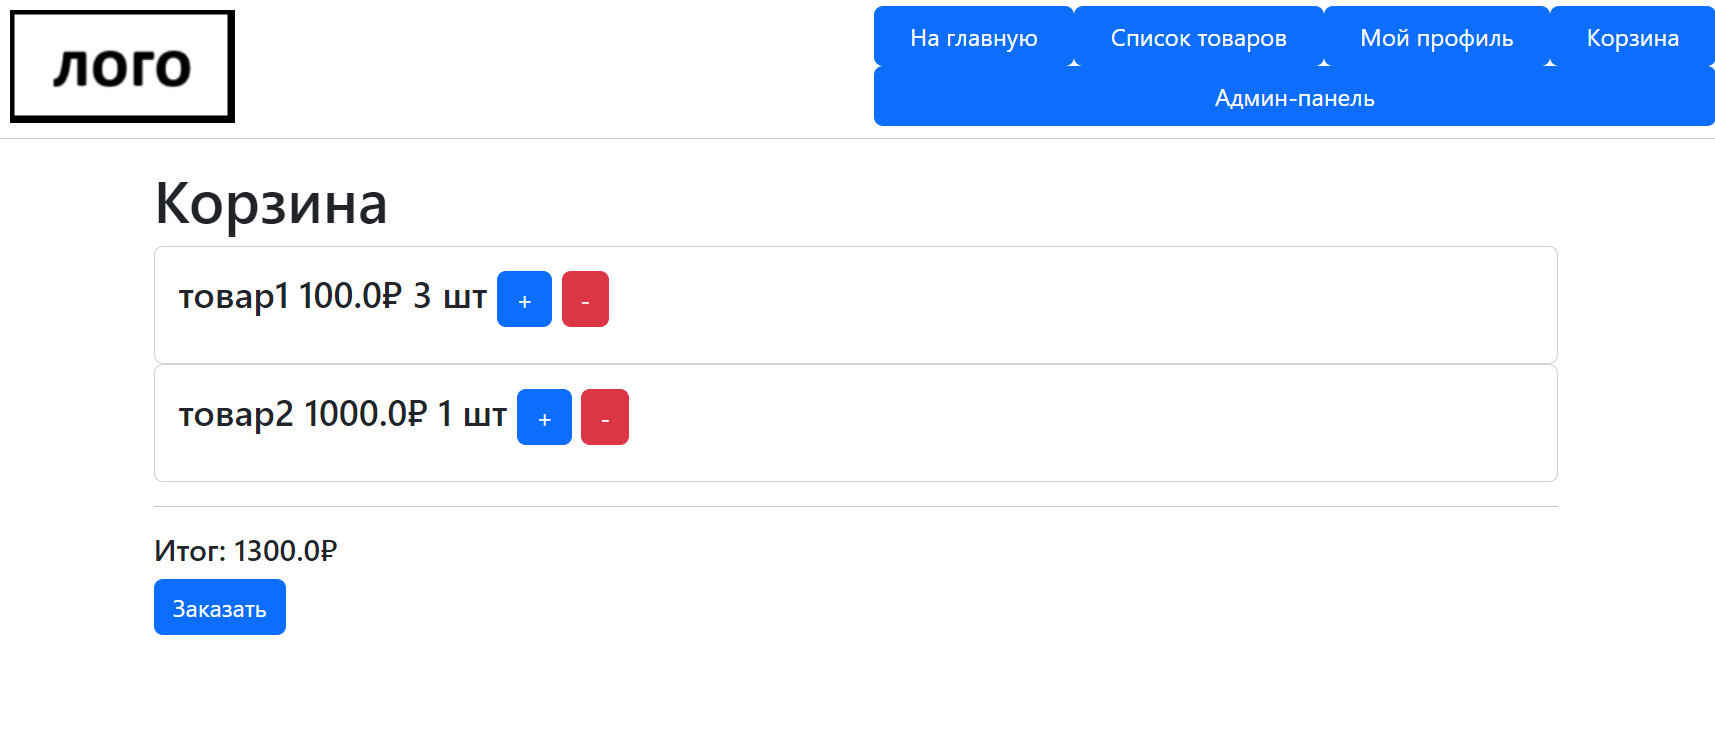 лого
На главную Список товаров Мой профиль Корзина
Админ-панель
Корзина
товар1 100.0₽ 3 шт + -
товар2 1000.0₽ 1 шт + -
Итог: 1300.0₽
Заказать